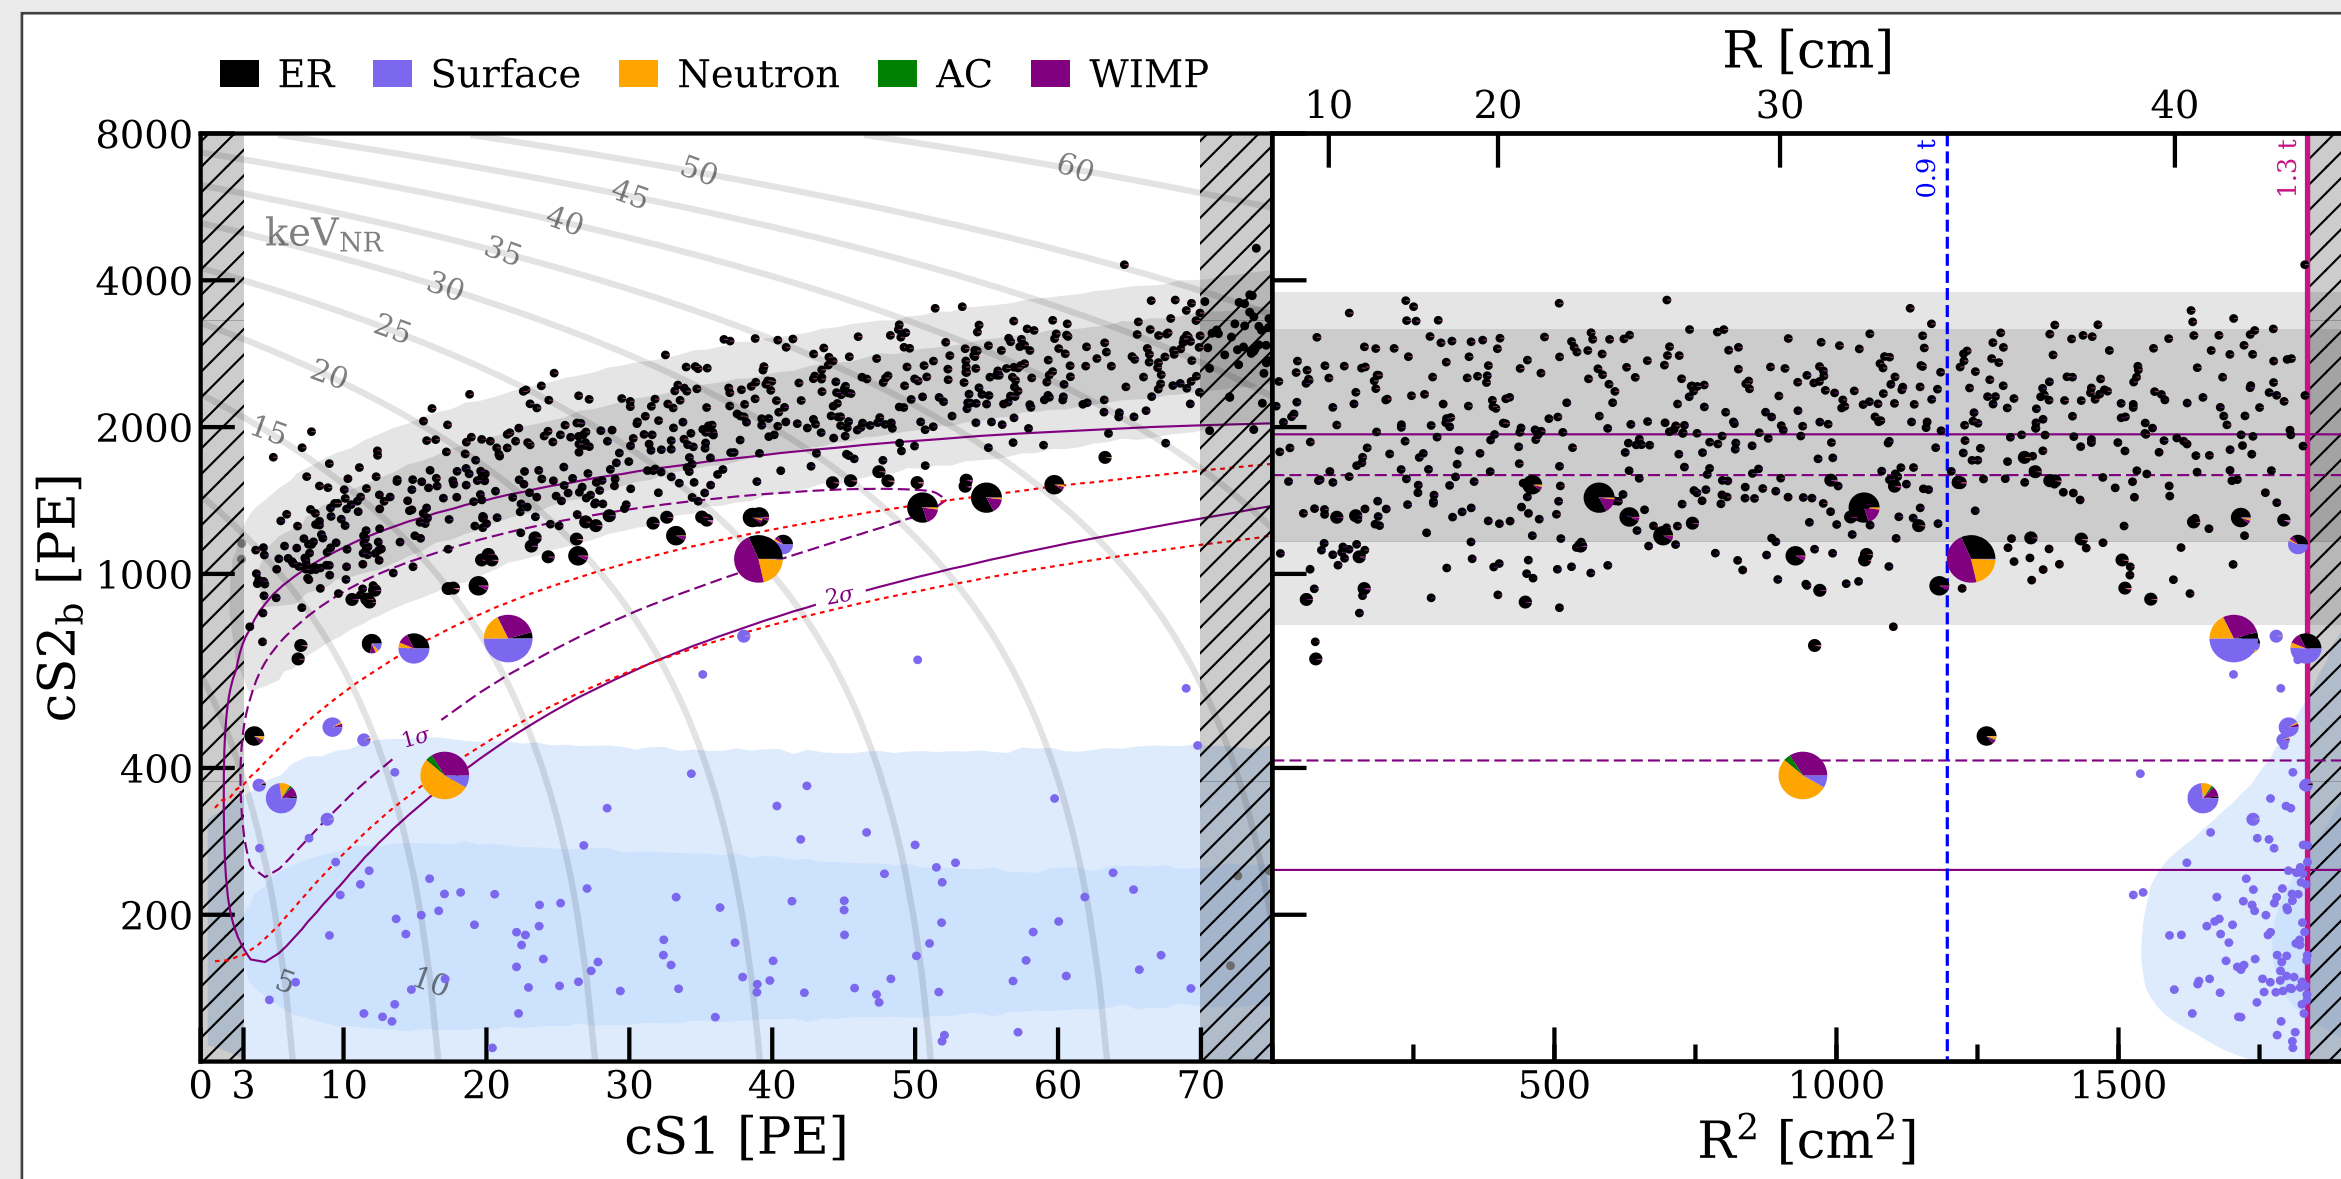 ER Surface Neutron AC WIMP
R [cm]
10 20 30 40
8000
4000
2000
1000
400
200
cS2b [PE]
keVNR
50
60
45
40
35
30
25
20
15
5
10
1σ
2σ
0.9 t
1.3 t
0 3 10 20 30 40 50 60 70
500 1000 1500
cS1 [PE]
R² [cm²]